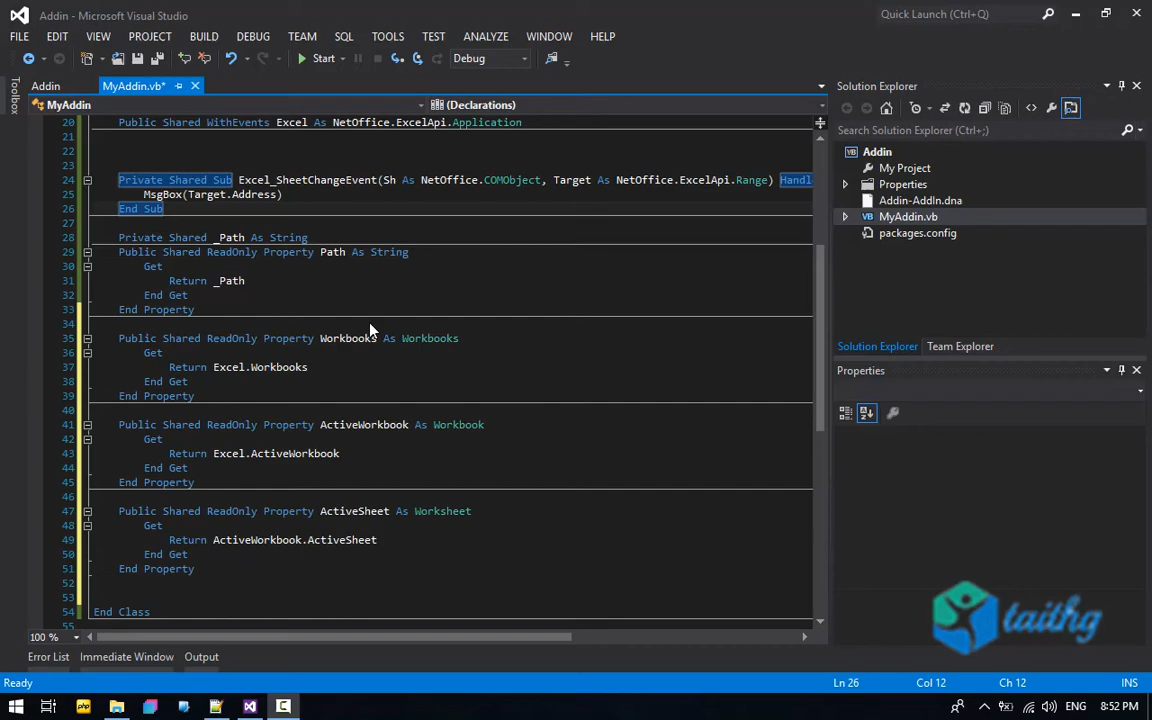 Addin - Microsoft Visual Studio
Quick Launch (Ctrl+Q)
FILE EDIT VIEW PROJECT BUILD DEBUG TEAM SQL TOOLS TEST ANALYZE WINDOW HELP
Start Debug
Toolbox
Addin MyAddin.vb*
MyAddin (Declarations)
20 Public Shared WithEvents Excel As NetOffice.ExcelApi.Application
21
22
23
24 Private Shared Sub Excel_SheetChangeEvent(Sh As NetOffice.COMObject, Target As NetOffice.ExcelApi.Range) Handl
25 MsgBox(Target.Address)
26 End Sub
27
28 Private Shared _Path As String
29 Public Shared ReadOnly Property Path As String
30 Get
31 Return _Path
32 End Get
33 End Property
34
35 Public Shared ReadOnly Property Workbooks As Workbooks
36 Get
37 Return Excel.Workbooks
38 End Get
39 End Property
40
41 Public Shared ReadOnly Property ActiveWorkbook As Workbook
42 Get
43 Return Excel.ActiveWorkbook
44 End Get
45 End Property
46
47 Public Shared ReadOnly Property ActiveSheet As Worksheet
48 Get
49 Return ActiveWorkbook.ActiveSheet
50 End Get
51 End Property
52
53
54 End Class
55
100 %
Error List Immediate Window Output
Solution Explorer
Search Solution Explorer (Ctrl+;)
Addin
My Project
Properties
Addin-AddIn.dna
MyAddin.vb
packages.config
Solution Explorer Team Explorer
Properties
taithg
Ready Ln 26 Col 12 Ch 12 INS
php
ENG 8:52 PM